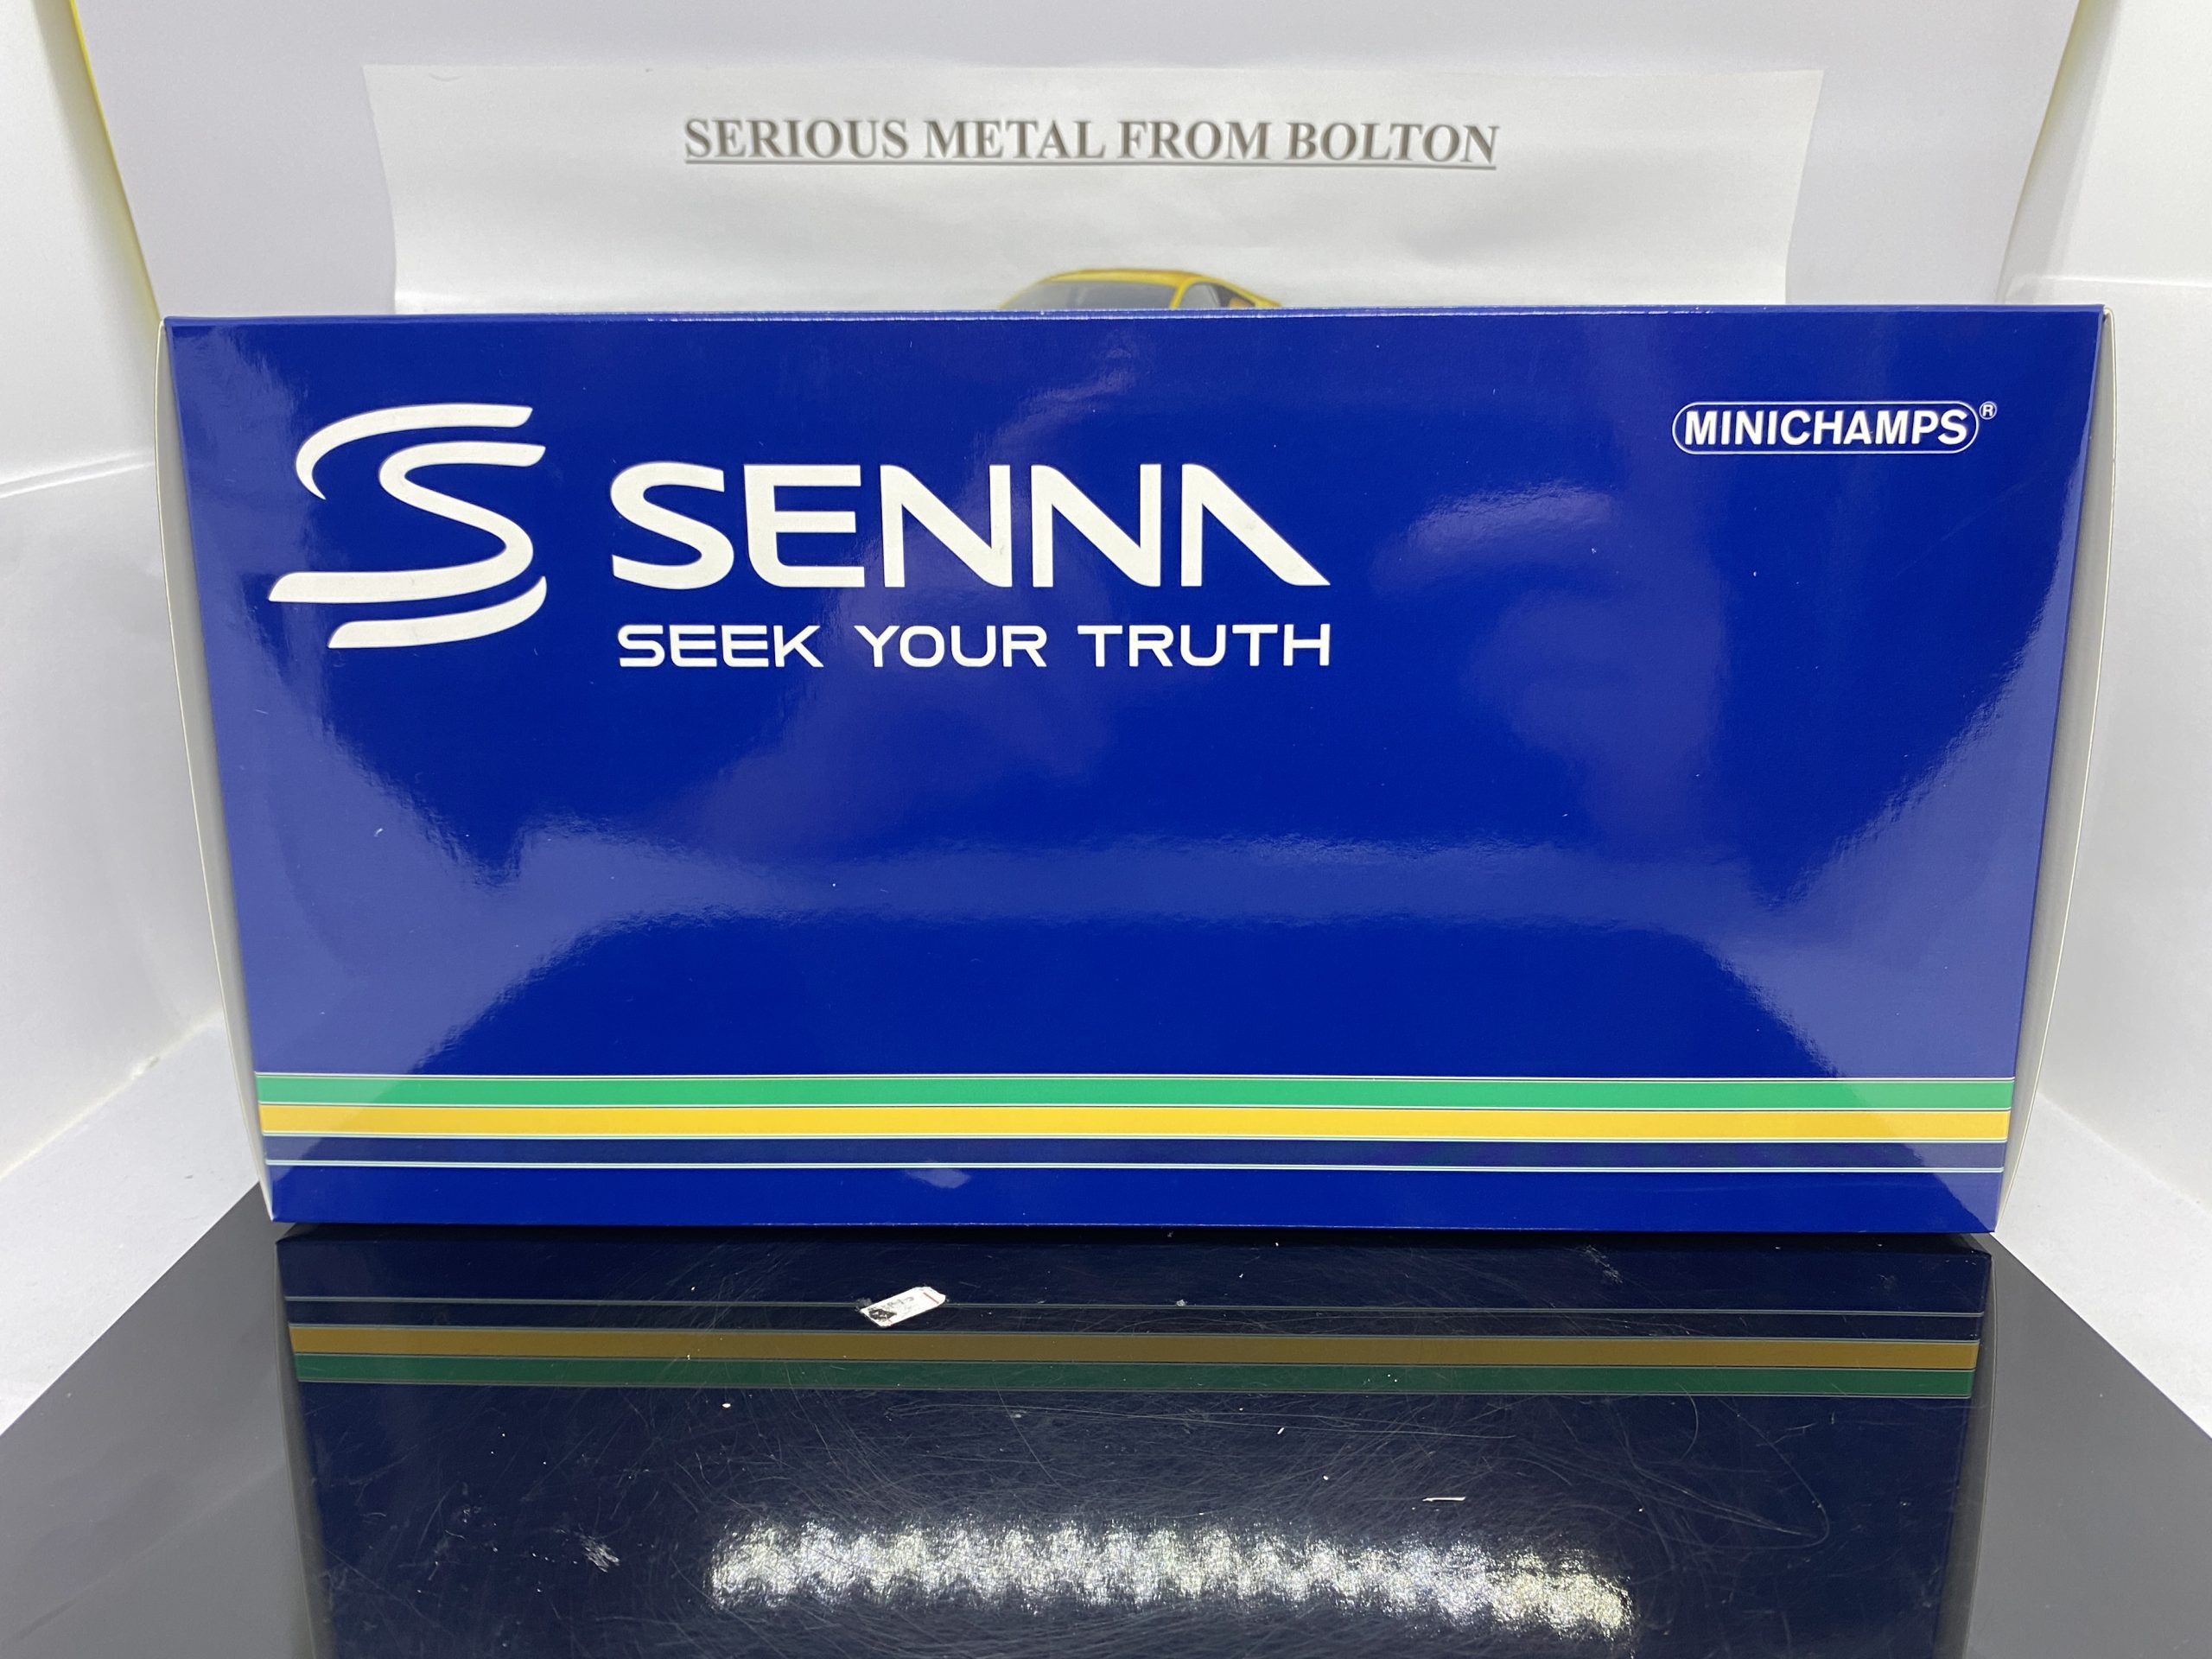 SERIOUS METAL FROM BOLTON
MINICHAMPS®
SENNA
SEEK YOUR TRUTH